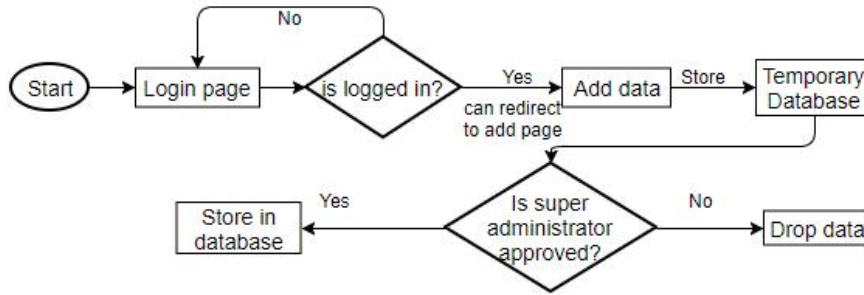 No
Start
Login page
is logged in?
Yes
can redirect
to add page
Add data
Store
Temporary
Database
Is super
administrator
approved?
Yes
Store in
database
No
Drop data